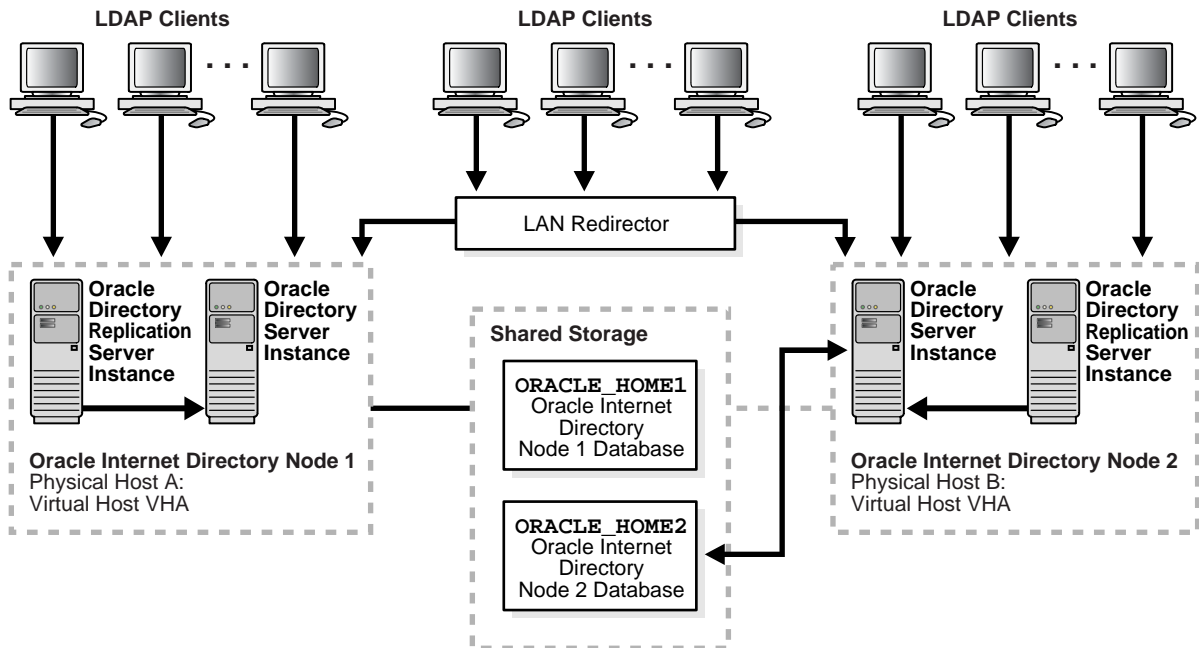 LDAP Clients
LDAP Clients
LDAP Clients
. . .
. . .
. . .
LAN Redirector
Oracle
Directory
Replication
Server
Instance
Oracle
Directory
Server
Instance
Oracle Internet Directory Node 1
Physical Host A:
Virtual Host VHA
Shared Storage
ORACLE_HOME1
Oracle Internet
Directory
Node 1 Database
ORACLE_HOME2
Oracle Internet
Directory
Node 2 Database
Oracle
Directory
Server
Instance
Oracle
Directory
Replication
Server
Instance
Oracle Internet Directory Node 2
Physical Host B:
Virtual Host VHA